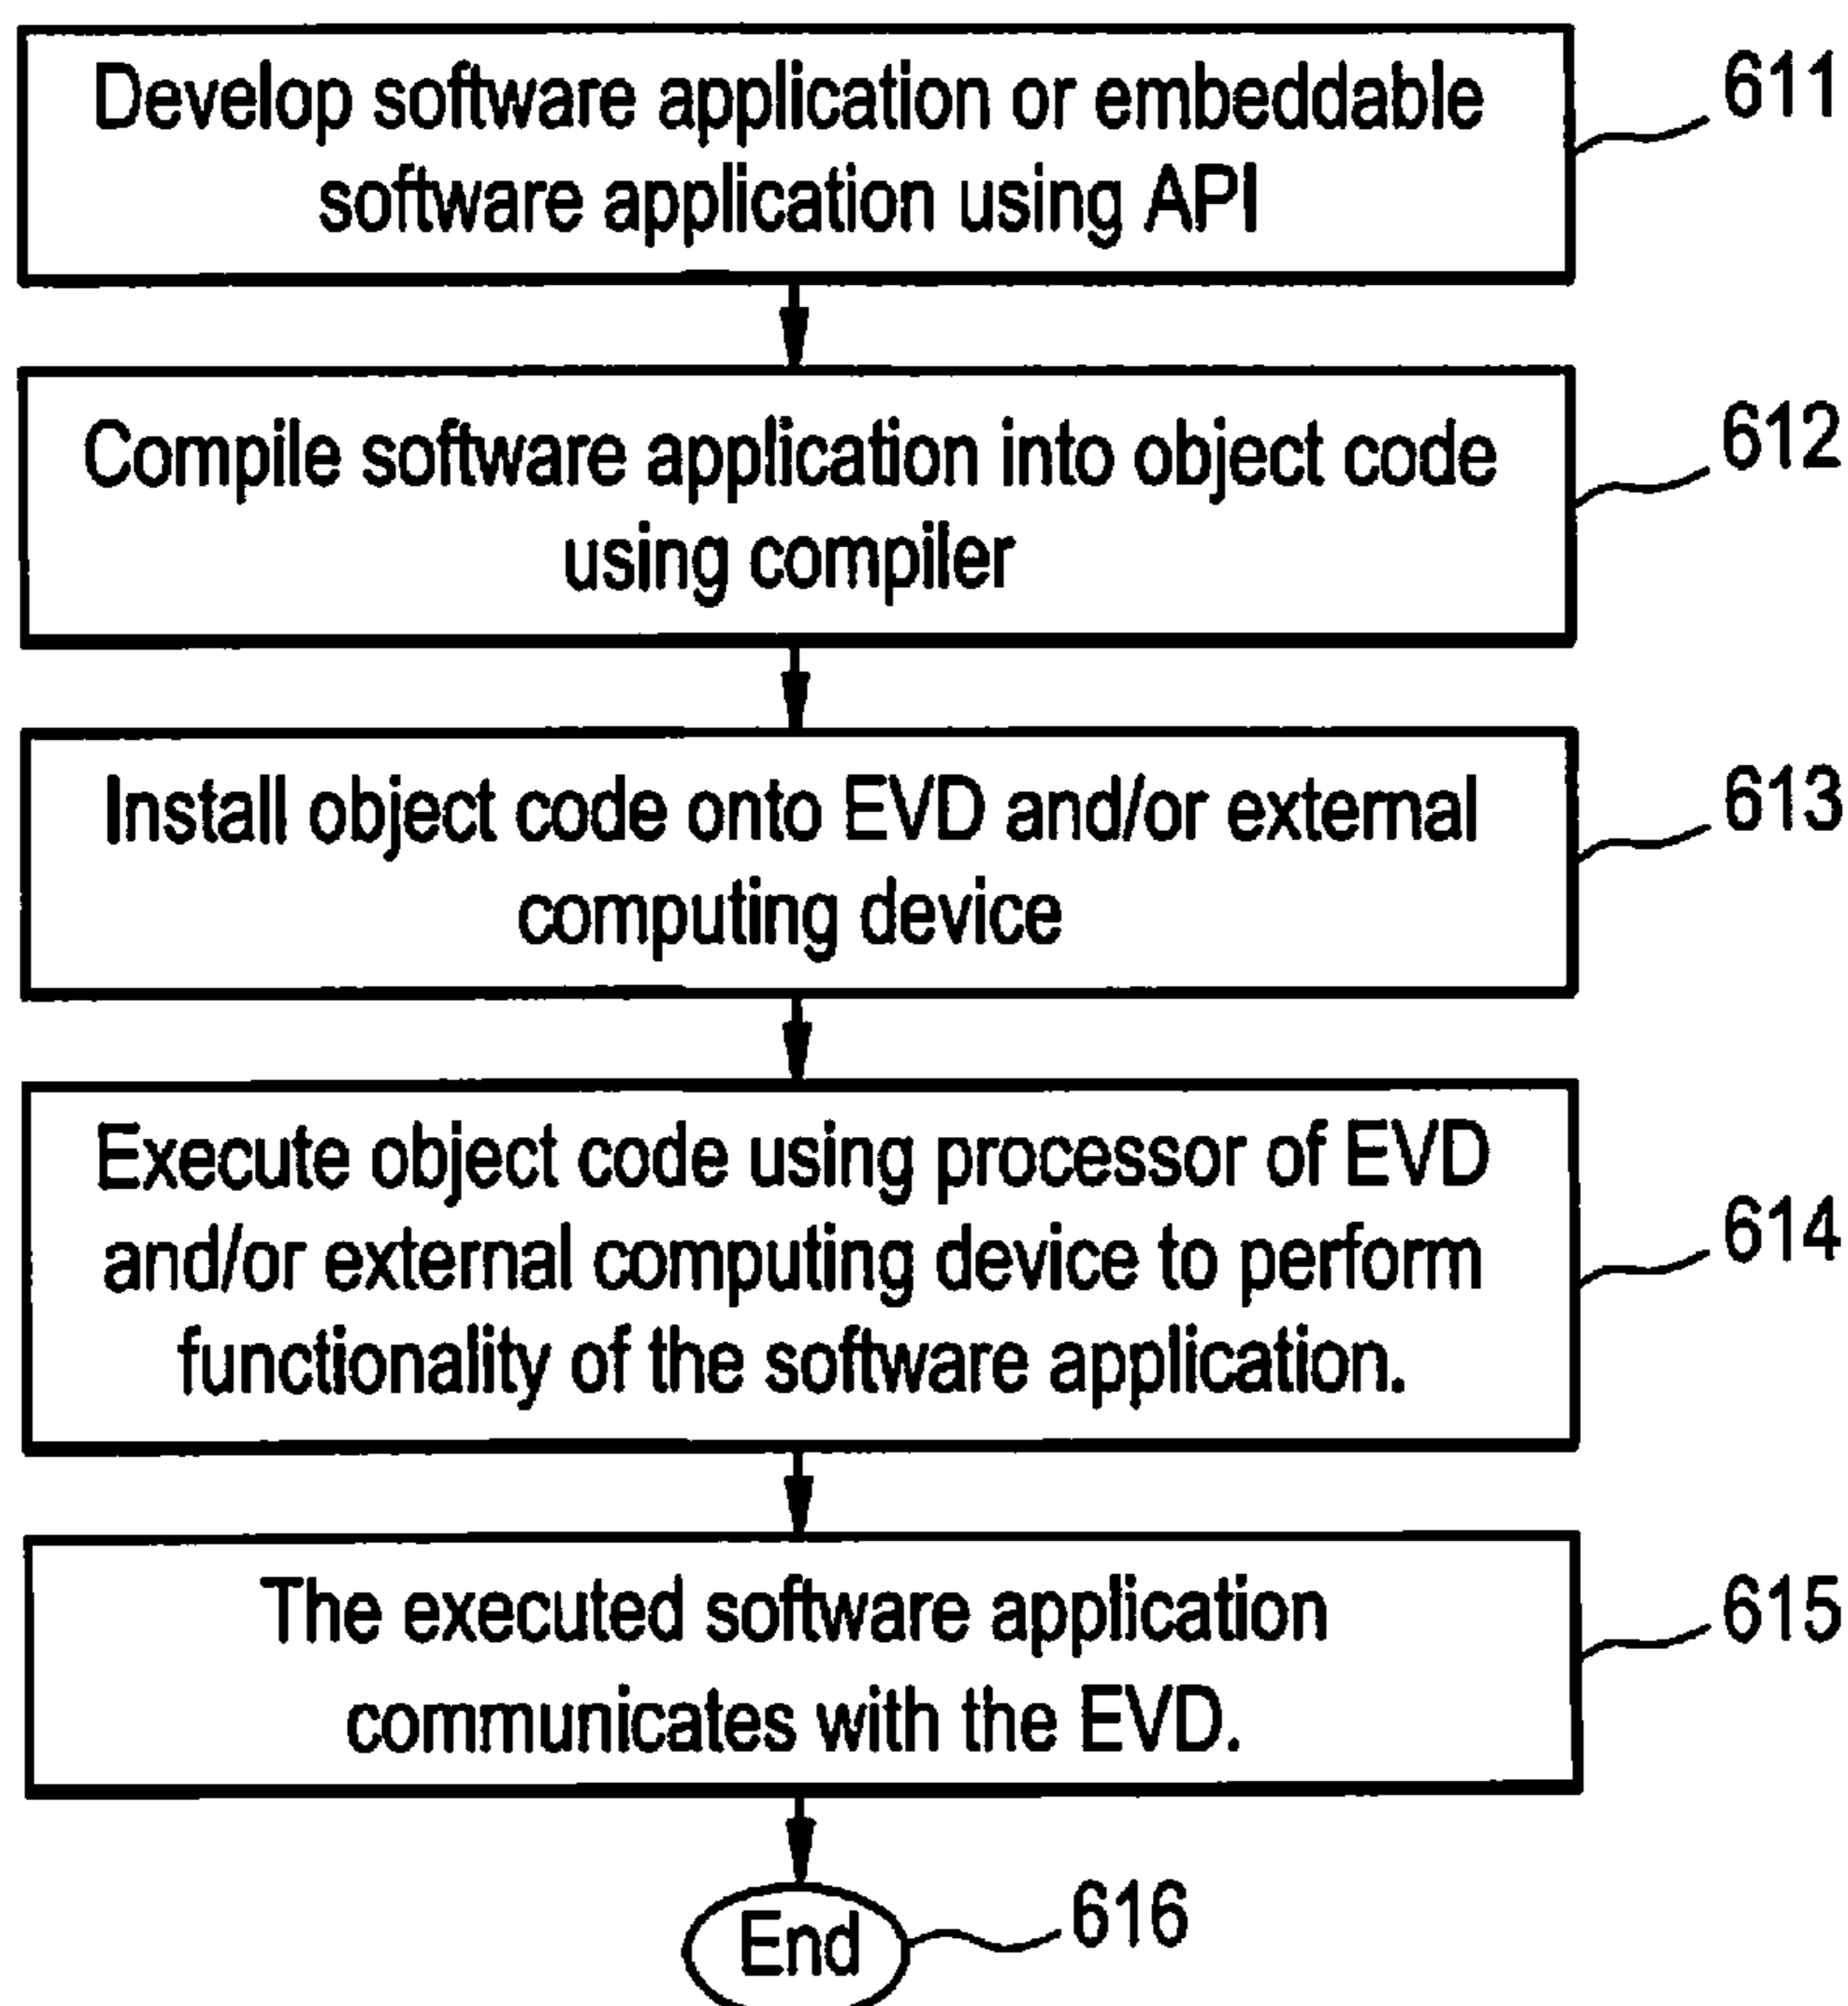 Develop software application or embeddable
software application using API
611
Compile software application into object code
using compiler
612
Install object code onto EVD and/or external
computing device
613
Execute object code using processor of EVD
and/or external computing device to perform
functionality of the software application.
614
The executed software application
communicates with the EVD.
615
End
616